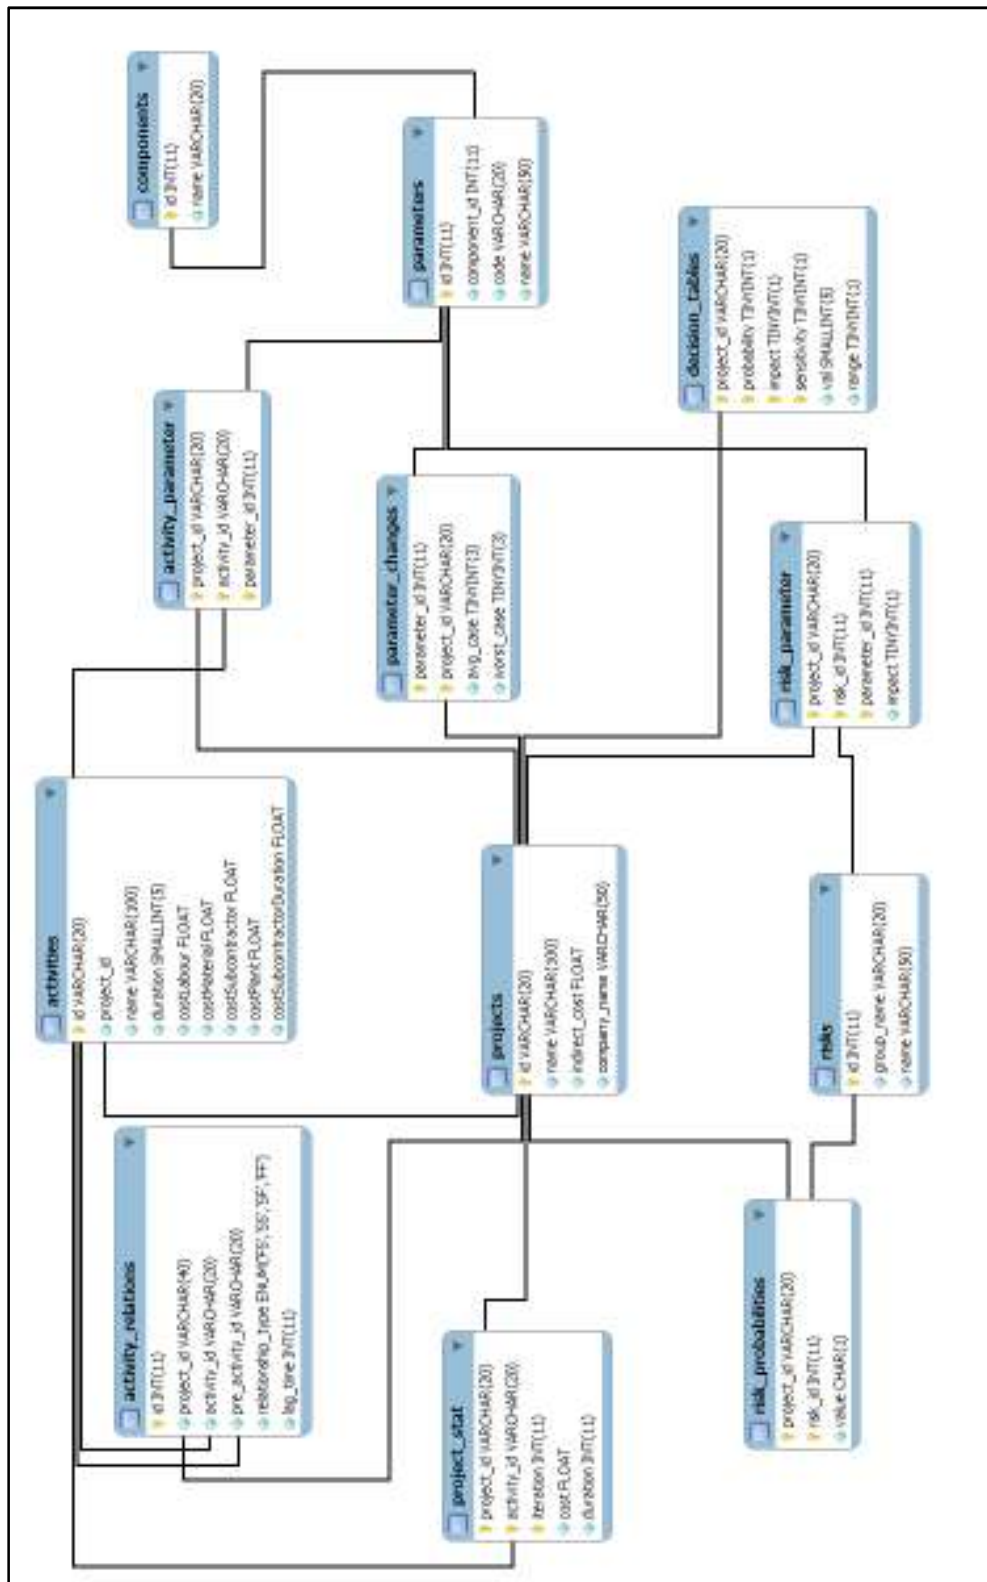 activity_relations
id INT(11)
project_id VARCHAR(40)
activity_id VARCHAR(20)
pre_activity_id VARCHAR(20)
relationship_type ENUM('FS','SS','SF','FF')
lag_time INT(11)
activities
id VARCHAR(20)
project_id
name VARCHAR(100)
duration SMALLINT(5)
costLabour FLOAT
costMaterial FLOAT
costSubcontractor FLOAT
costPlant FLOAT
costSubcontractorDuration FLOAT
activity_parameter
project_id VARCHAR(20)
activity_id VARCHAR(20)
parameter_id INT(11)
components
id INT(11)
name VARCHAR(20)
project_stat
project_id VARCHAR(20)
activity_id VARCHAR(20)
iteration INT(11)
cost FLOAT
duration INT(11)
projects
id VARCHAR(20)
name VARCHAR(100)
indirect_cost FLOAT
company_name VARCHAR(50)
parameter_changes
parameter_id INT(11)
project_id VARCHAR(20)
avg_case TINYINT(3)
worst_case TINYINT(3)
parameters
id INT(11)
component_id INT(11)
code VARCHAR(20)
name VARCHAR(50)
risk_probabilities
project_id VARCHAR(20)
risk_id INT(11)
value CHAR(1)
risks
id INT(11)
group_name VARCHAR(20)
name VARCHAR(50)
risk_parameter
project_id VARCHAR(20)
risk_id INT(11)
parameter_id INT(11)
impact TINYINT(1)
decision_tables
project_id VARCHAR(20)
probability TINYINT(1)
impact TINYINT(1)
sensitivity TINYINT(1)
val SMALLINT(5)
range TINYINT(1)